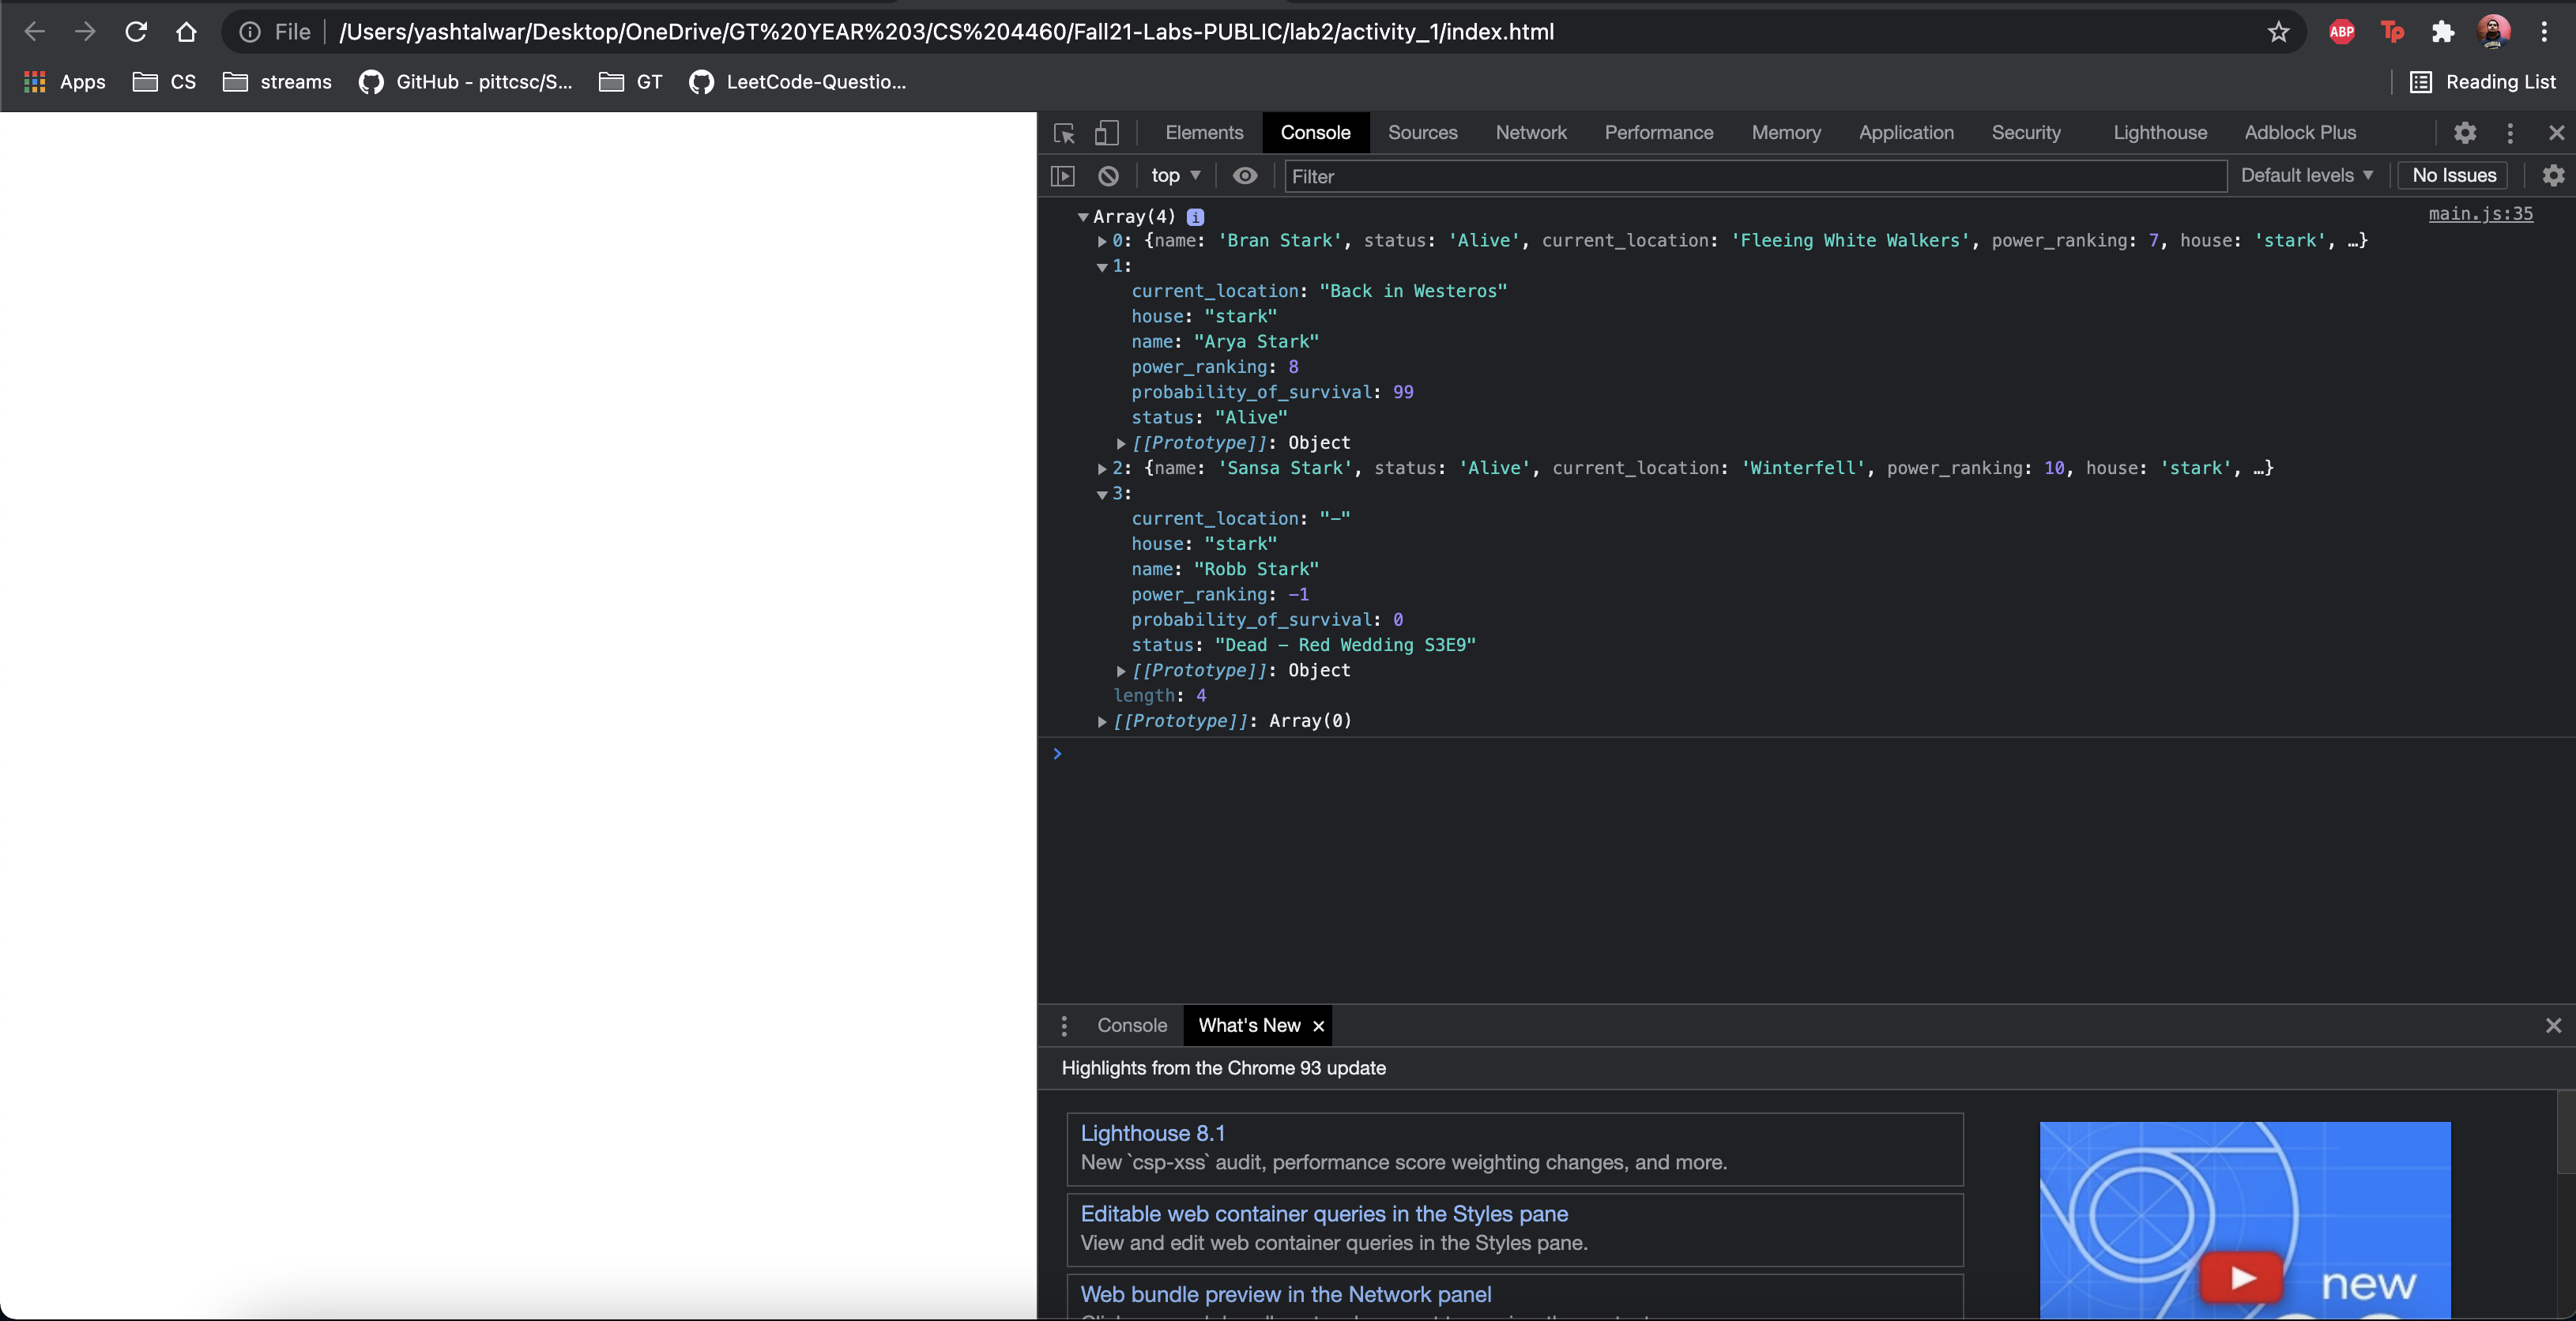 File /Users/yashtalwar/Desktop/OneDrive/GT%20YEAR%203/CS%204460/Fall21-Labs-PUBLIC/lab2/activity_1/index.html ABP Tp
Apps CS streams GitHub - pittcsc/S... GT LeetCode-Questio... Reading List
Elements Console Sources Network Performance Memory Application Security Lighthouse Adblock Plus
top Filter Default levels No Issues
Array(4) i main.js:35
0: {name: 'Bran Stark', status: 'Alive', current_location: 'Fleeing White Walkers', power_ranking: 7, house: 'stark', …}
1:
current_location: "Back in Westeros"
house: "stark"
name: "Arya Stark"
power_ranking: 8
probability_of_survival: 99
status: "Alive"
[[Prototype]]: Object
2: {name: 'Sansa Stark', status: 'Alive', current_location: 'Winterfell', power_ranking: 10, house: 'stark', …}
3:
current_location: "-"
house: "stark"
name: "Robb Stark"
power_ranking: -1
probability_of_survival: 0
status: "Dead - Red Wedding S3E9"
[[Prototype]]: Object
length: 4
[[Prototype]]: Array(0)
Console What's New
Highlights from the Chrome 93 update
Lighthouse 8.1
New `csp-xss` audit, performance score weighting changes, and more.
Editable web container queries in the Styles pane
View and edit web container queries in the Styles pane.
Web bundle preview in the Network panel
new